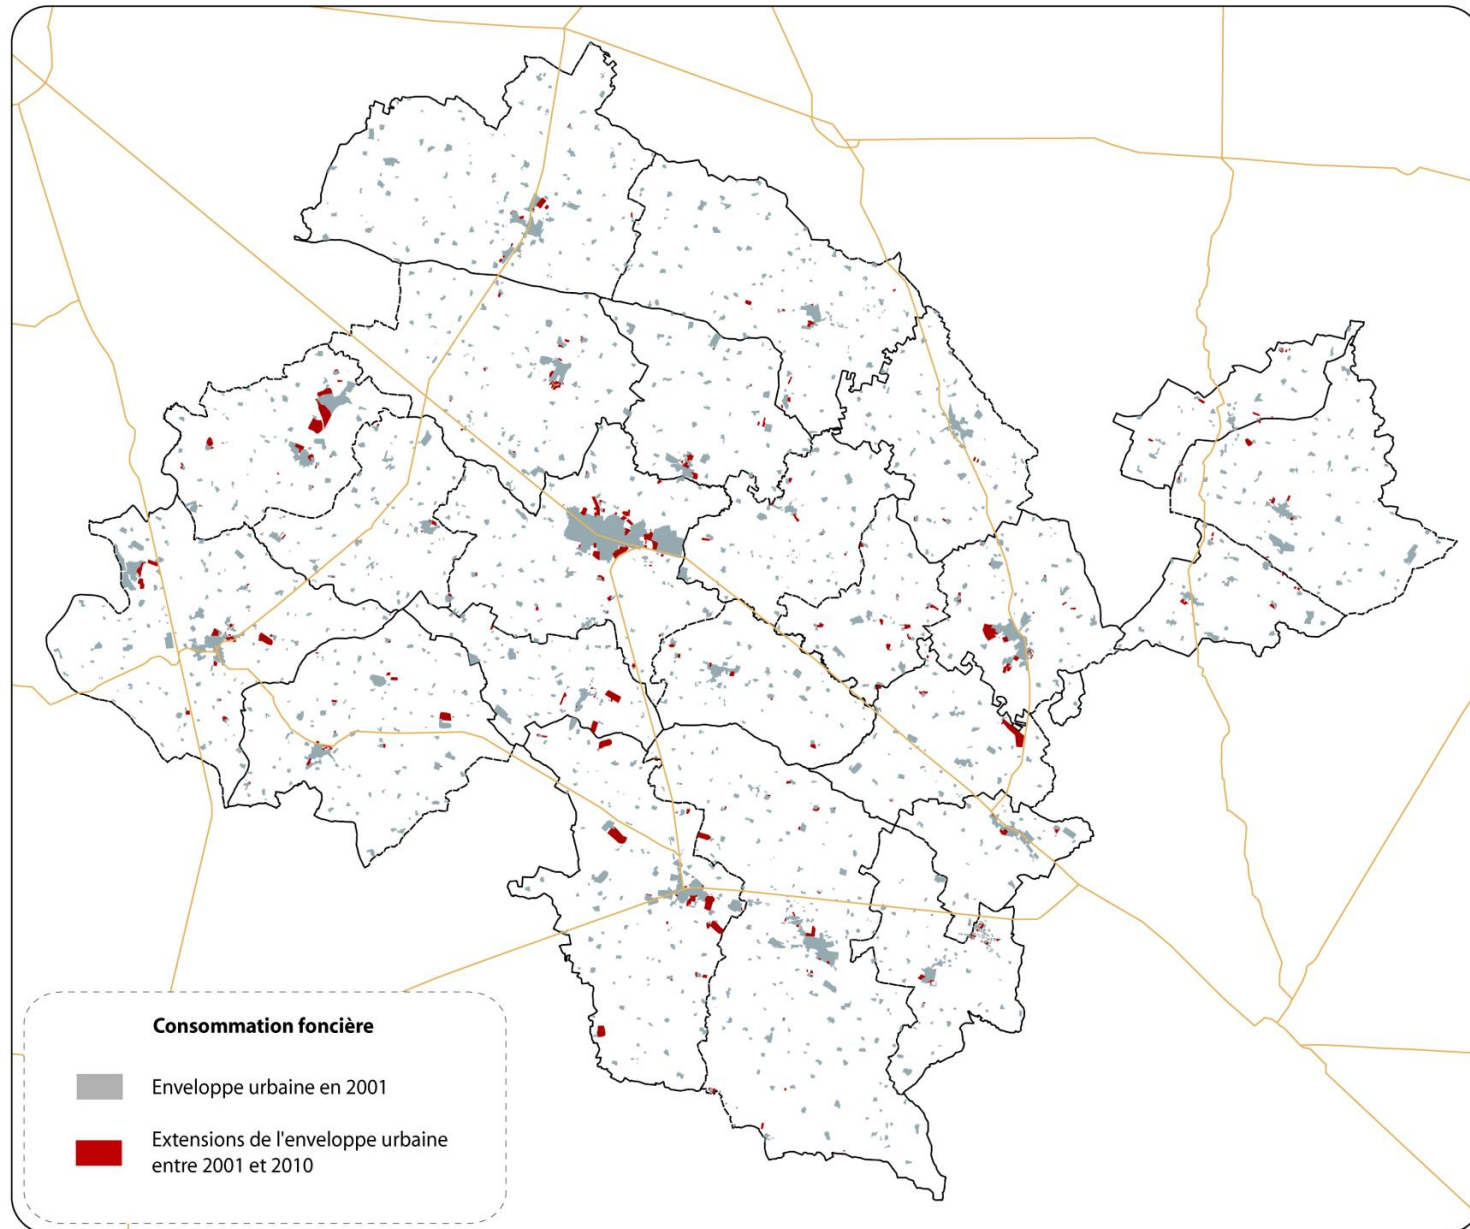 Consommation foncière
Enveloppe urbaine en 2001
Extensions de l'enveloppe urbaine
entre 2001 et 2010